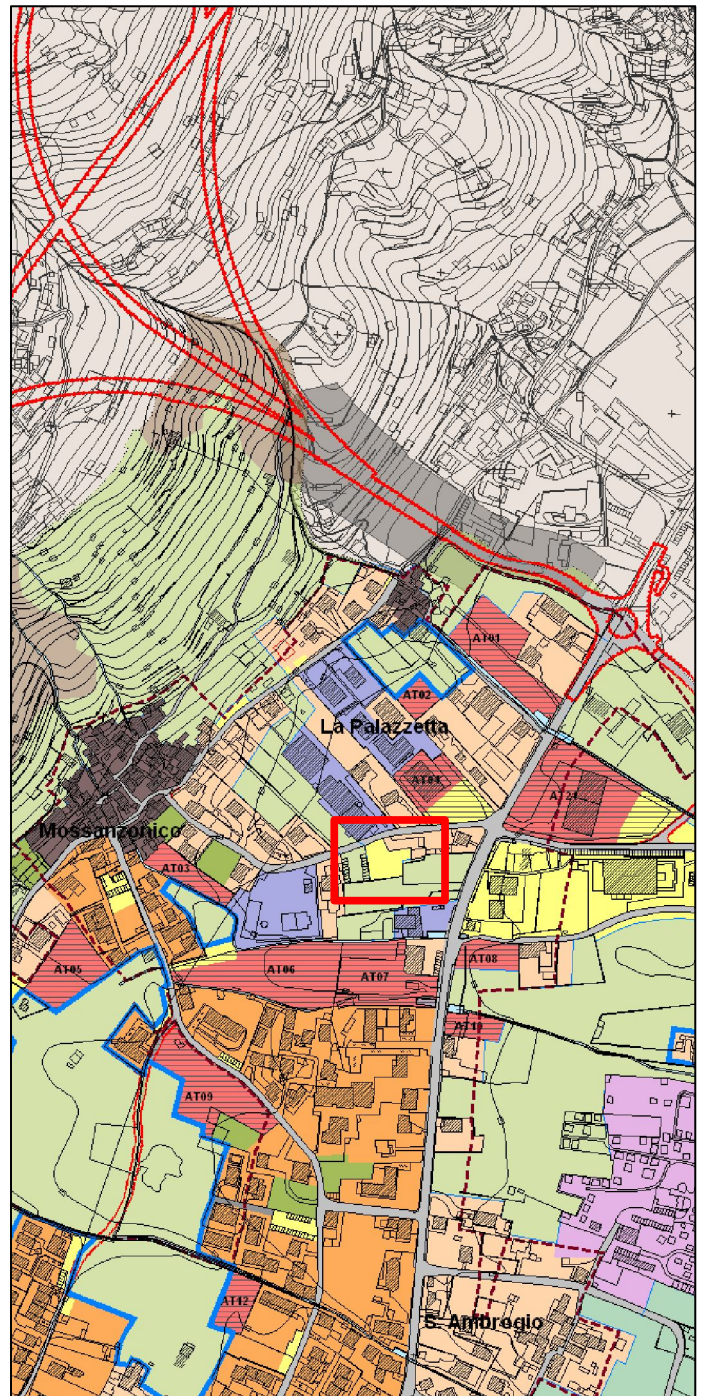 AT01
AT02
La Palazzetta
AT04
AT21
Mossanzonico
AT03
AT05
AT06
AT07
AT08
AT10
AT09
AT12
S. Ambrogio